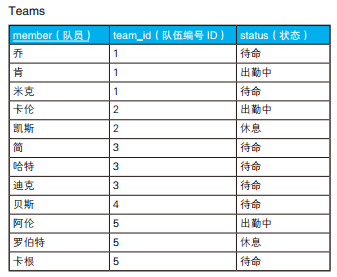 Teams
member（队员） team_id（队伍编号 ID） status（状态）
乔 1 待命
肯 1 出勤中
米克 1 待命
卡伦 2 出勤中
凯斯 2 休息
简 3 待命
哈特 3 待命
迪克 3 待命
贝斯 4 待命
阿伦 5 出勤中
罗伯特 5 休息
卡根 5 待命